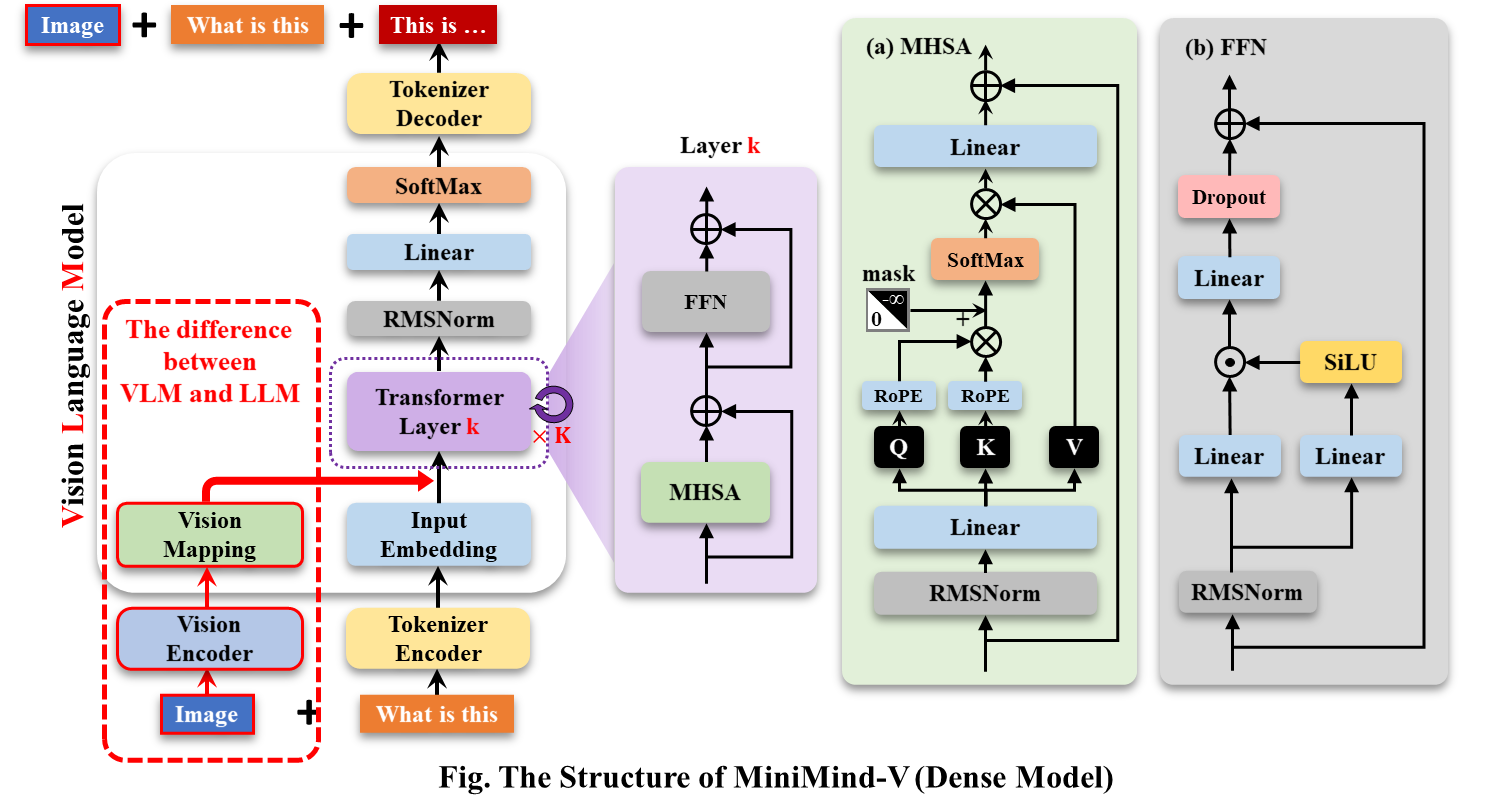 Image + What is this + This is ...
Tokenizer
Decoder
SoftMax
Linear
RMSNorm
Transformer
Layer k
× K
Vision Language Model
The difference
between
VLM and LLM
Vision
Mapping
Input
Embedding
Vision
Encoder
Tokenizer
Encoder
Image + What is this
Layer k
FFN
MHSA
(a) MHSA
Linear
SoftMax
mask
-∞
0
+
RoPE RoPE
Q K V
Linear
RMSNorm
(b) FFN
Dropout
Linear
SiLU
Linear Linear
RMSNorm
Fig. The Structure of MiniMind-V (Dense Model)